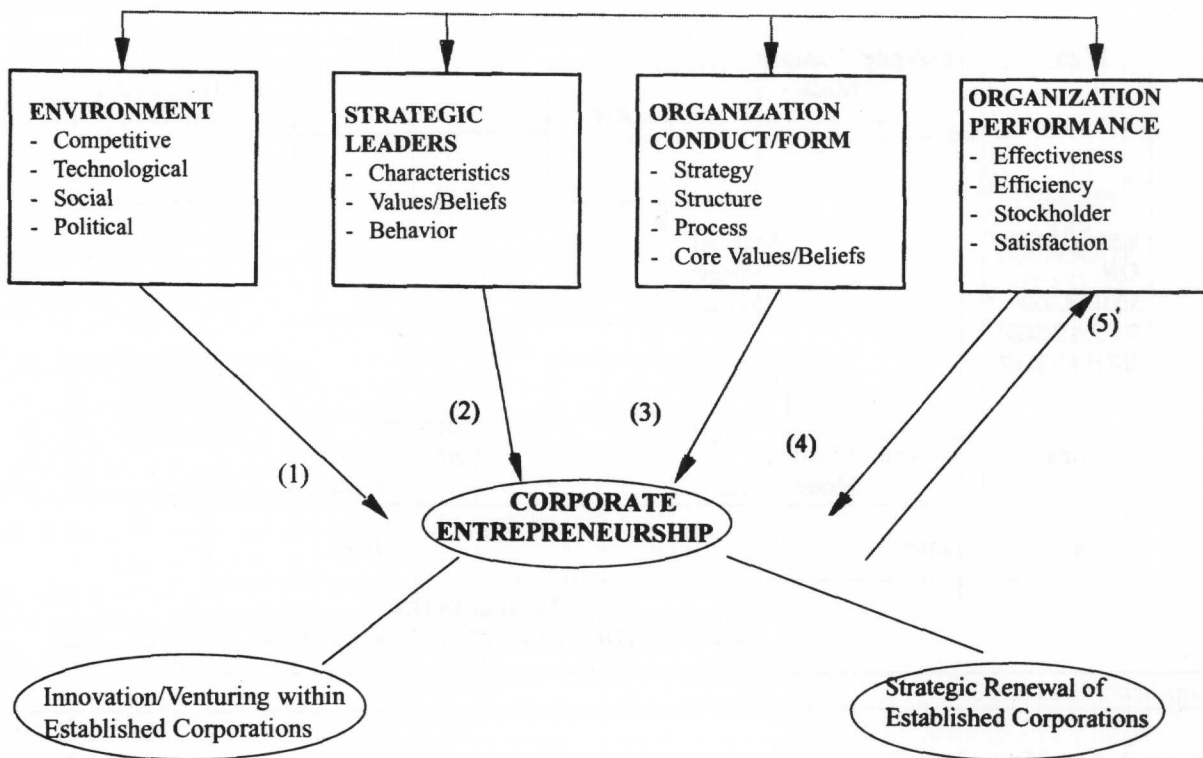 ENVIRONMENT
- Competitive
- Technological
- Social
- Political
STRATEGIC
LEADERS
- Characteristics
- Values/Beliefs
- Behavior
ORGANIZATION
CONDUCT/FORM
- Strategy
- Structure
- Process
- Core Values/Beliefs
ORGANIZATION
PERFORMANCE
- Effectiveness
- Efficiency
- Stockholder
- Satisfaction
(1)
(2)
(3)
(4)
(5)
CORPORATE
ENTREPRENEURSHIP
Innovation/Venturing within
Established Corporations
Strategic Renewal of
Established Corporations